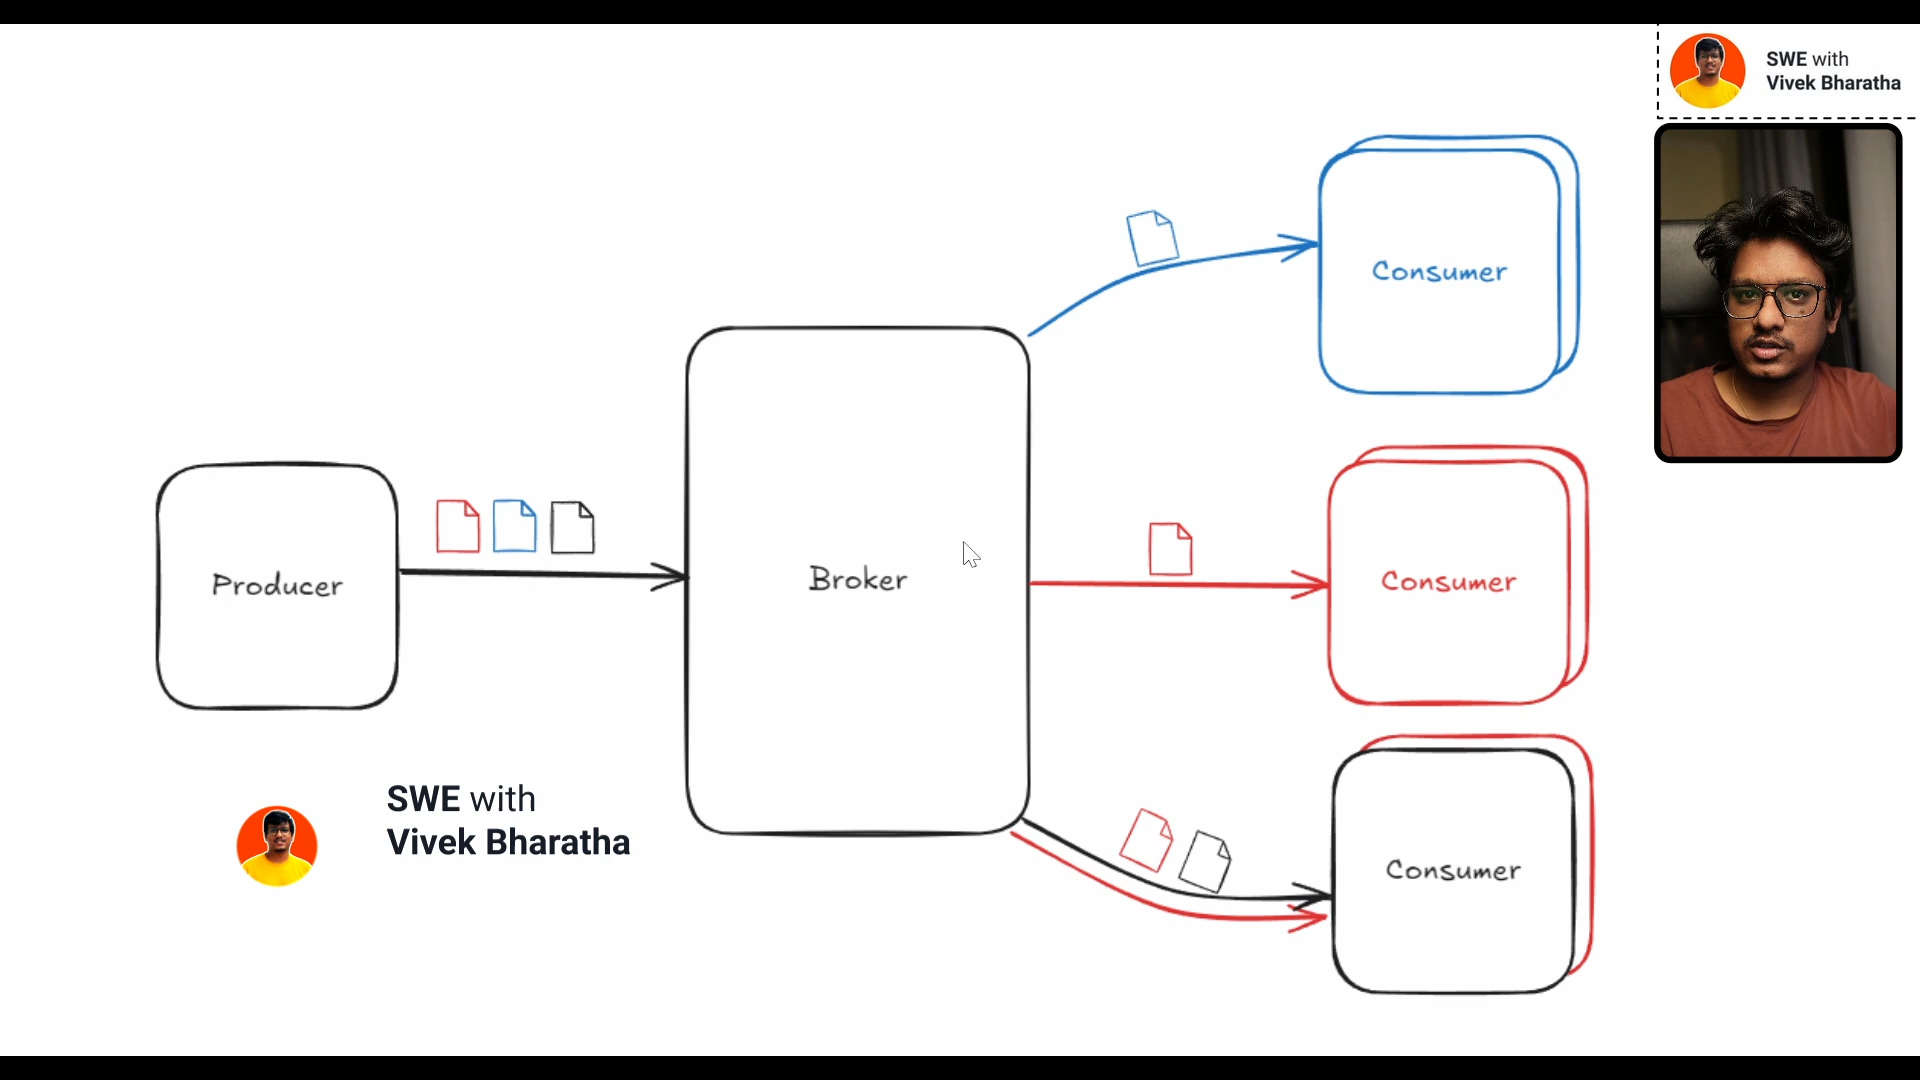 SWE with
Vivek Bharatha
Consumer
Producer
Broker
Consumer
SWE with
Vivek Bharatha
Consumer